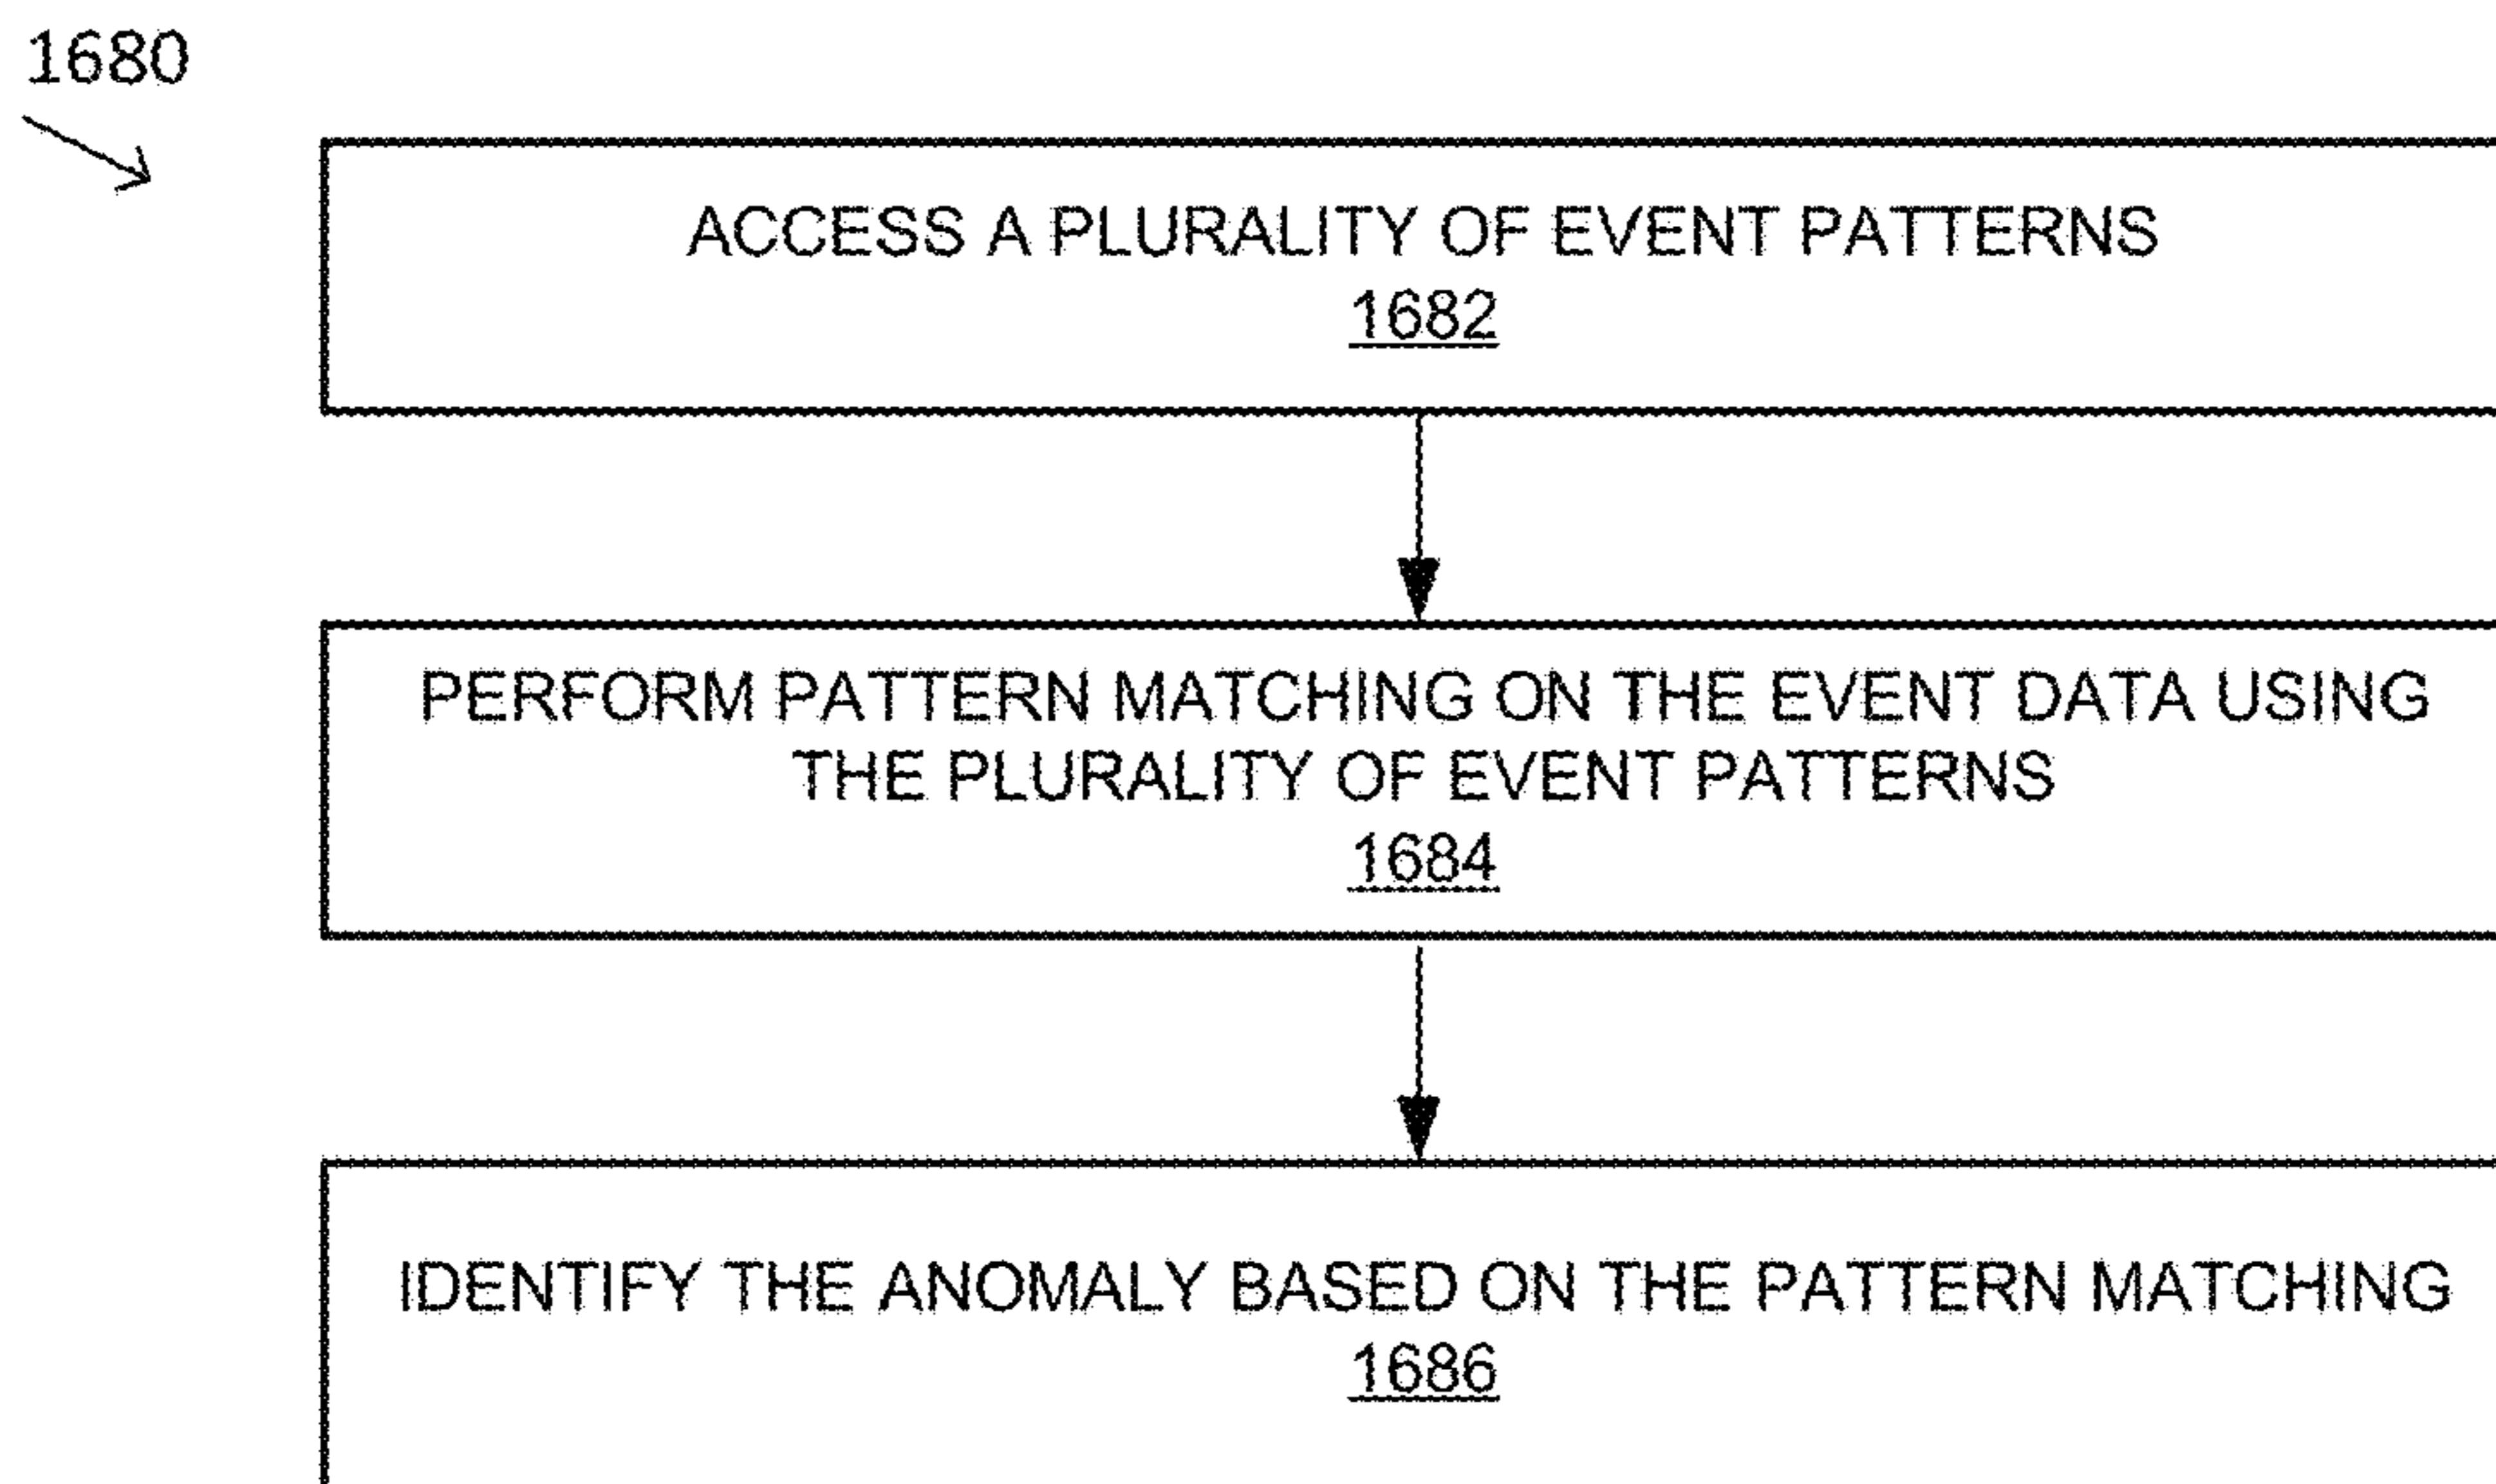 1680
ACCESS A PLURALITY OF EVENT PATTERNS
1682
PERFORM PATTERN MATCHING ON THE EVENT DATA USING
THE PLURALITY OF EVENT PATTERNS
1684
IDENTIFY THE ANOMALY BASED ON THE PATTERN MATCHING
1686